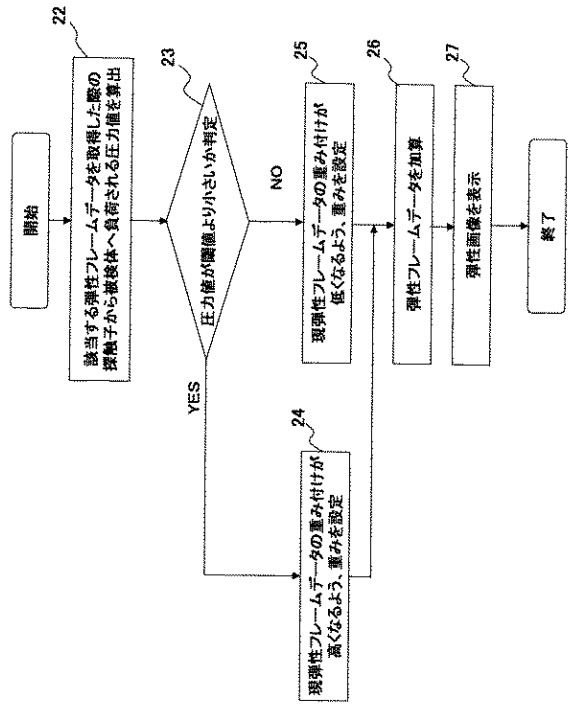 開始
22
該当する弾性フレームデータを取得した際の
探触子から被検体へ負荷される圧力値を算出
23
圧力値が閾値より小さいか判定
YES
NO
24
現弾性フレームデータの重み付けが
高くなるよう、重みを設定
25
現弾性フレームデータの重み付けが
低くなるよう、重みを設定
26
弾性フレームデータを加算
27
弾性画像を表示
終了